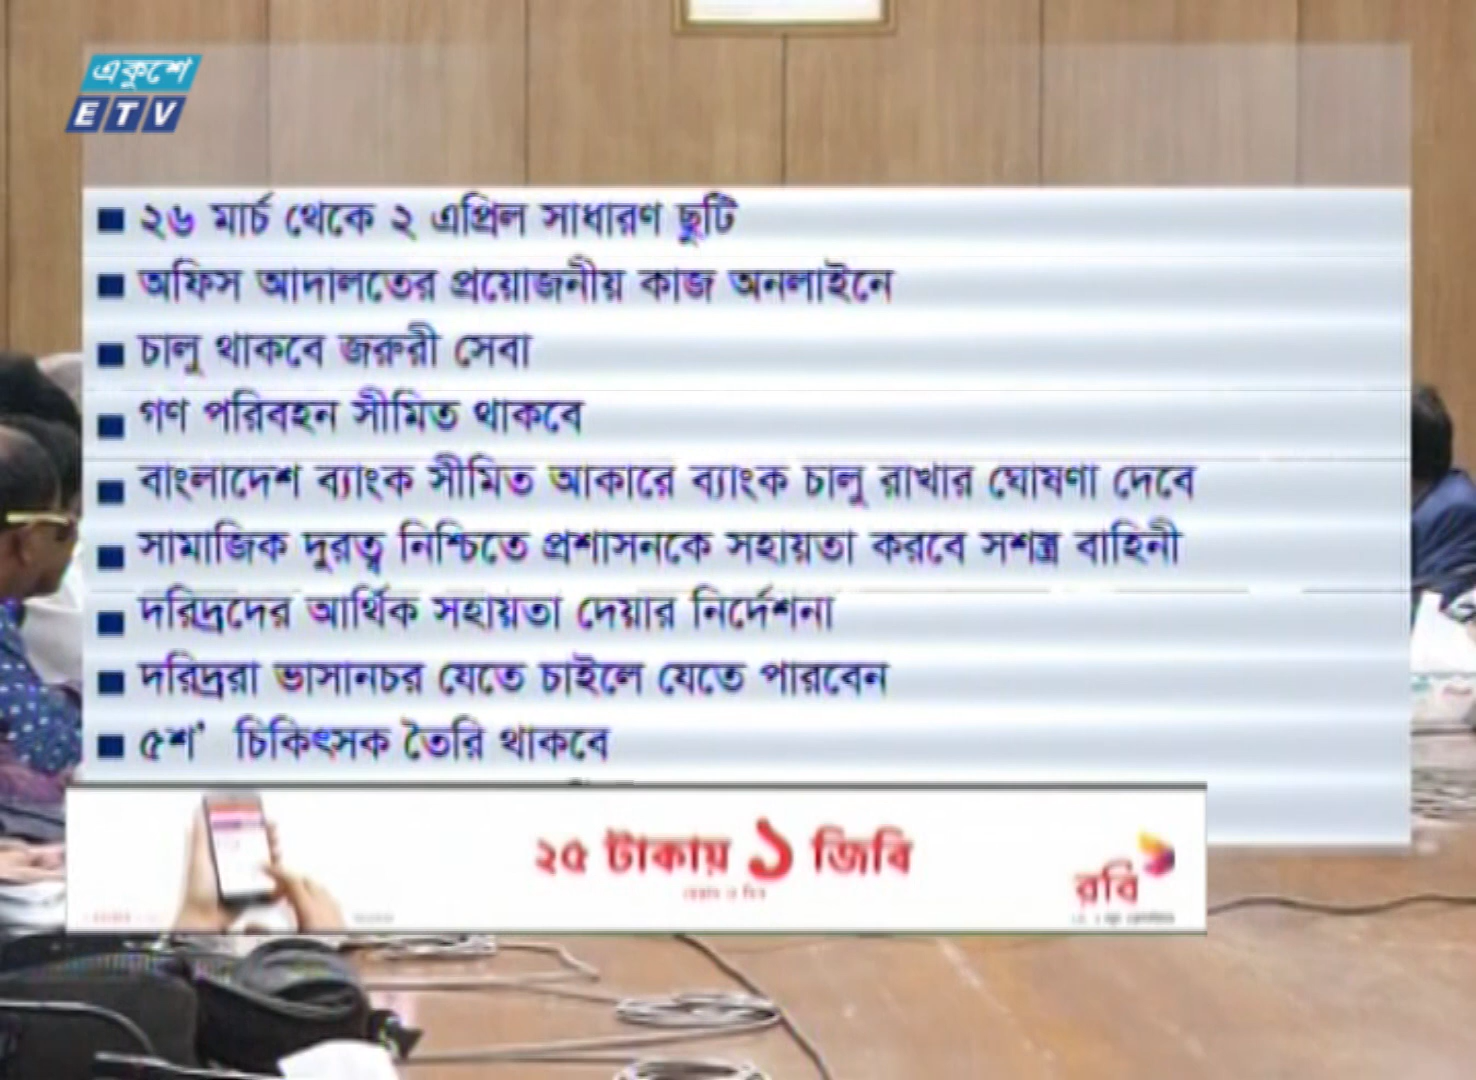 একুশে
ETV
২৬ মার্চ থেকে ২ এপ্রিল সাধারণ ছুটি
অফিস আদালতের প্রয়োজনীয় কাজ অনলাইনে
চালু থাকবে জরুরী সেবা
গণ পরিবহন সীমিত থাকবে
বাংলাদেশ ব্যাংক সীমিত আকারে ব্যাংক চালু রাখার ঘোষণা দেবে
সামাজিক দুরত্ব নিশ্চিতে প্রশাসনকে সহায়তা করবে সশস্ত্র বাহিনী
দরিদ্রদের আর্থিক সহায়তা দেয়ার নির্দেশনা
দরিদ্ররা ভাসানচর যেতে চাইলে যেতে পারবেন
৫শ' চিকিৎসক তৈরি থাকবে
২৫ টাকায় ১ জিবি
রবি